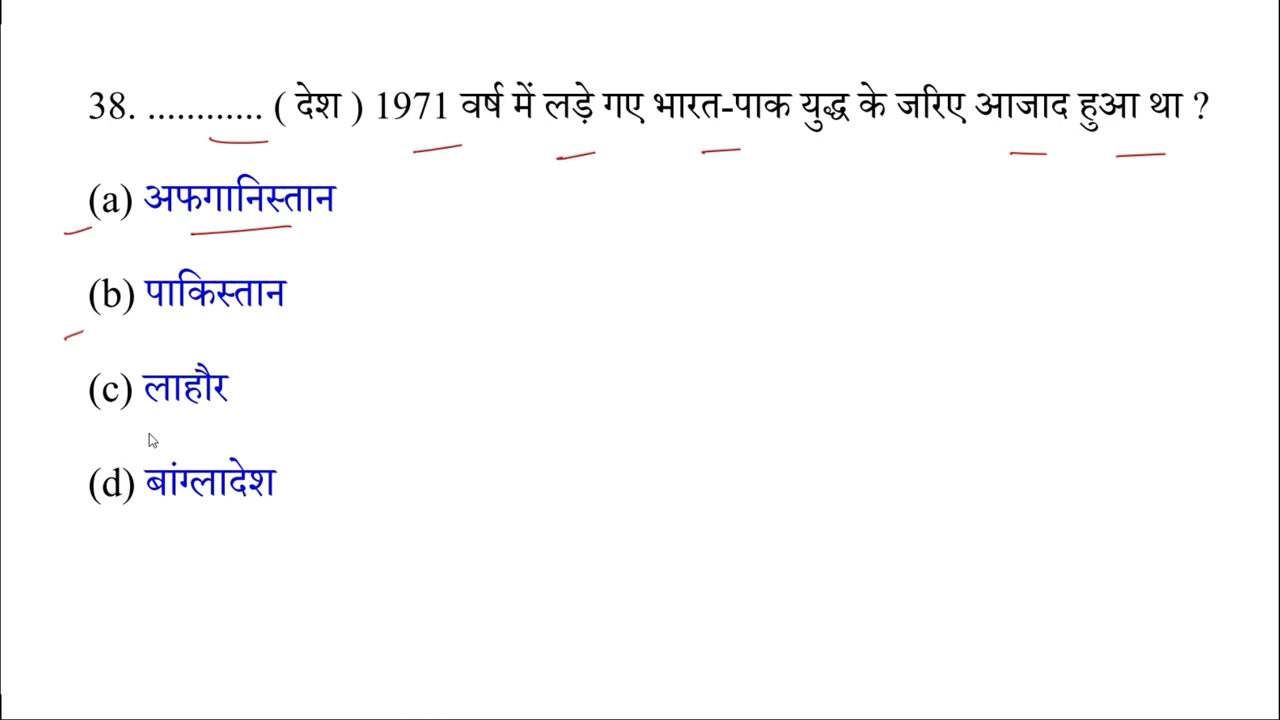 38. ............ ( देश ) 1971 वर्ष में लड़े गए भारत-पाक युद्ध के जरिए आजाद हुआ था ?
(a) अफगानिस्तान
(b) पाकिस्तान
(c) लाहौर
(d) बांग्लादेश